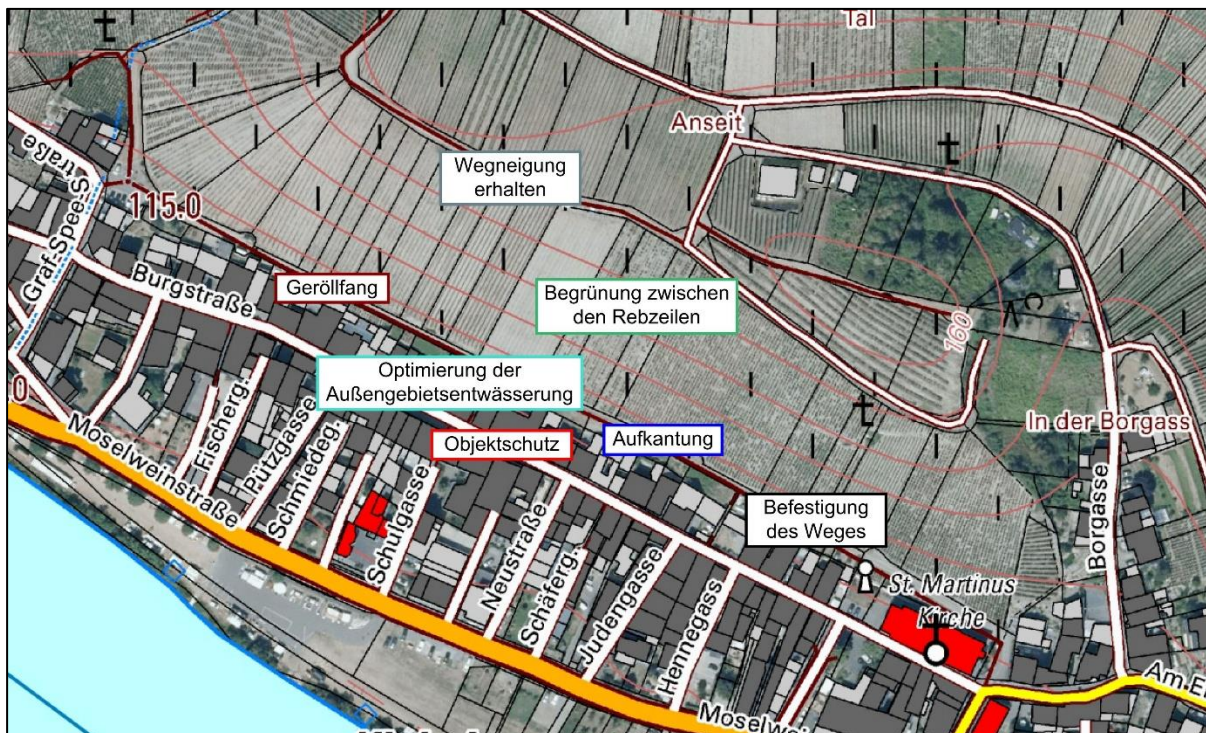 Tal
Anseit
Wegneigung
erhalten
Graf-Spee-Straße
115.0
Burgstraße
Geröllfang
Begrünung zwischen
den Rebzeilen
160
Optimierung der
Außengebietsentwässerung
.0
In der Borgass
Objektschutz
Aufkantung
Moselweinstraße
Fischerg.
Pützgasse
Schmiedeg.
Schulgasse
Neustraße
Schäferg.
Judengasse
Hennegass
Borgasse
Befestigung
des Weges
St. Martinus
Kirche
Am E
Moselwei